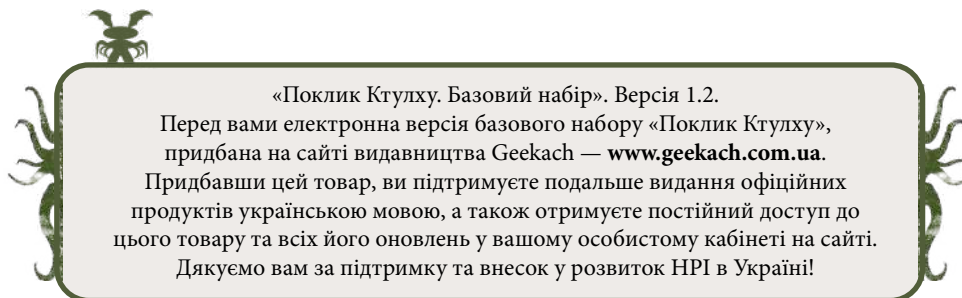 «Поклик Ктулху. Базовий набір». Версія 1.2.
Перед вами електронна версія базового набору «Поклик Ктулху»,
придбана на сайті видавництва Geekach — www.geekach.com.ua.
Придбавши цей товар, ви підтримуєте подальше видання офіційних
продуктів українською мовою, а також отримуєте постійний доступ до
цього товару та всіх його оновлень у вашому особистому кабінеті на сайті.
Дякуємо вам за підтримку та внесок у розвиток НРІ в Україні!